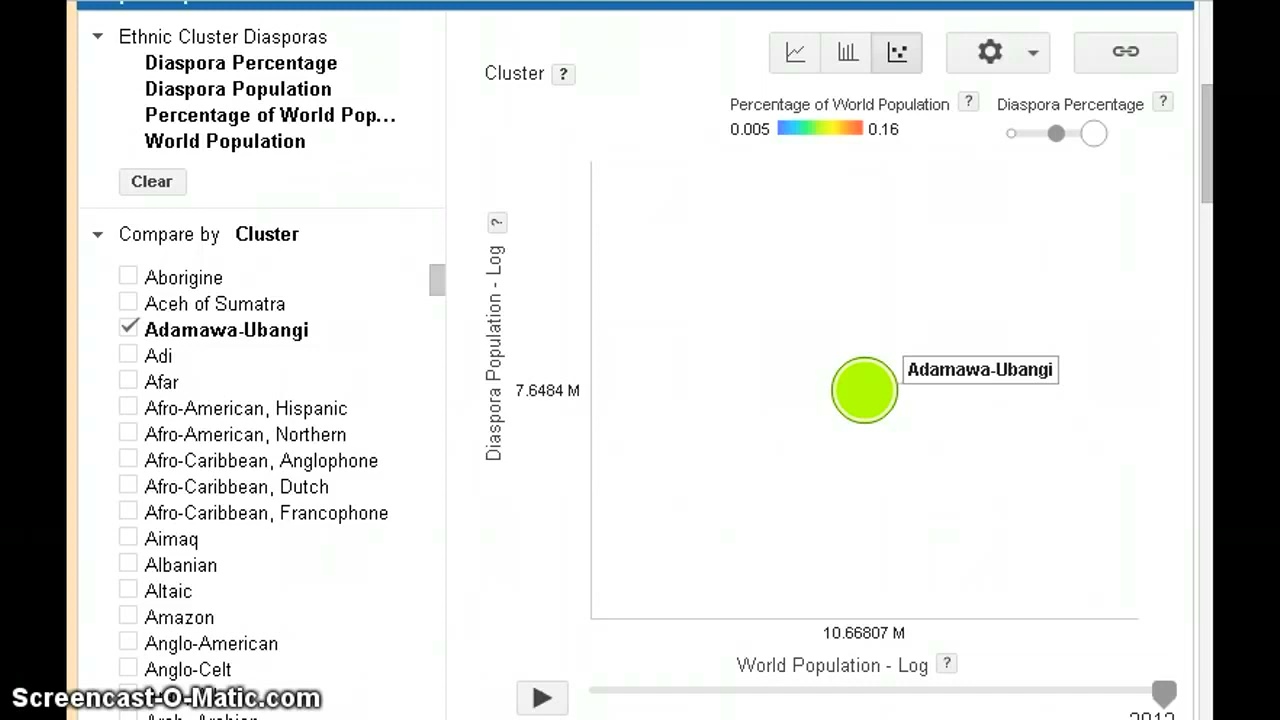 Ethnic Cluster Diasporas
Diaspora Percentage
Diaspora Population
Percentage of World Pop...
World Population
Clear
Compare by Cluster
Aborigine
Aceh of Sumatra
Adamawa-Ubangi
Adi
Afar
Afro-American, Hispanic
Afro-American, Northern
Afro-Caribbean, Anglophone
Afro-Caribbean, Dutch
Afro-Caribbean, Francophone
Aimaq
Albanian
Altaic
Amazon
Anglo-American
Anglo-Celt
Cluster ?
Percentage of World Population ?
0.005 0.16
Diaspora Percentage ?
Diaspora Population - Log ?
7.6484 M
Adamawa-Ubangi
10.66807 M
World Population - Log ?
Screencast-O-Matic.com